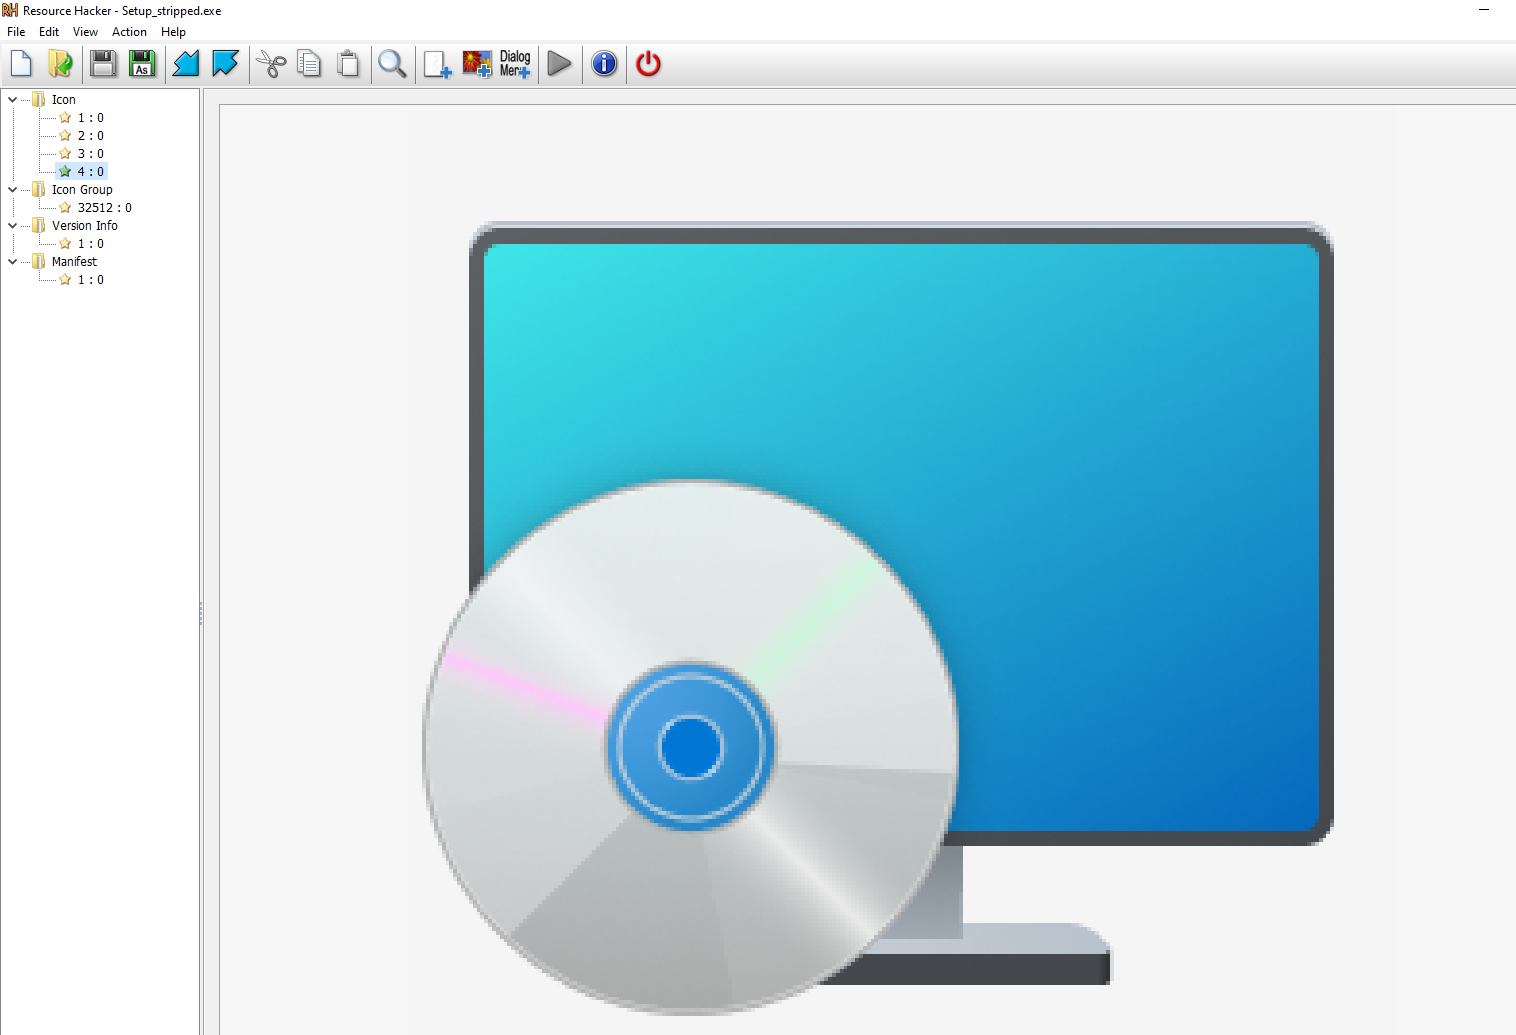 RH Resource Hacker - Setup_stripped.exe
File Edit View Action Help
As
Dialog
Men
Icon
1 : 0
2 : 0
3 : 0
4 : 0
Icon Group
32512 : 0
Version Info
1 : 0
Manifest
1 : 0